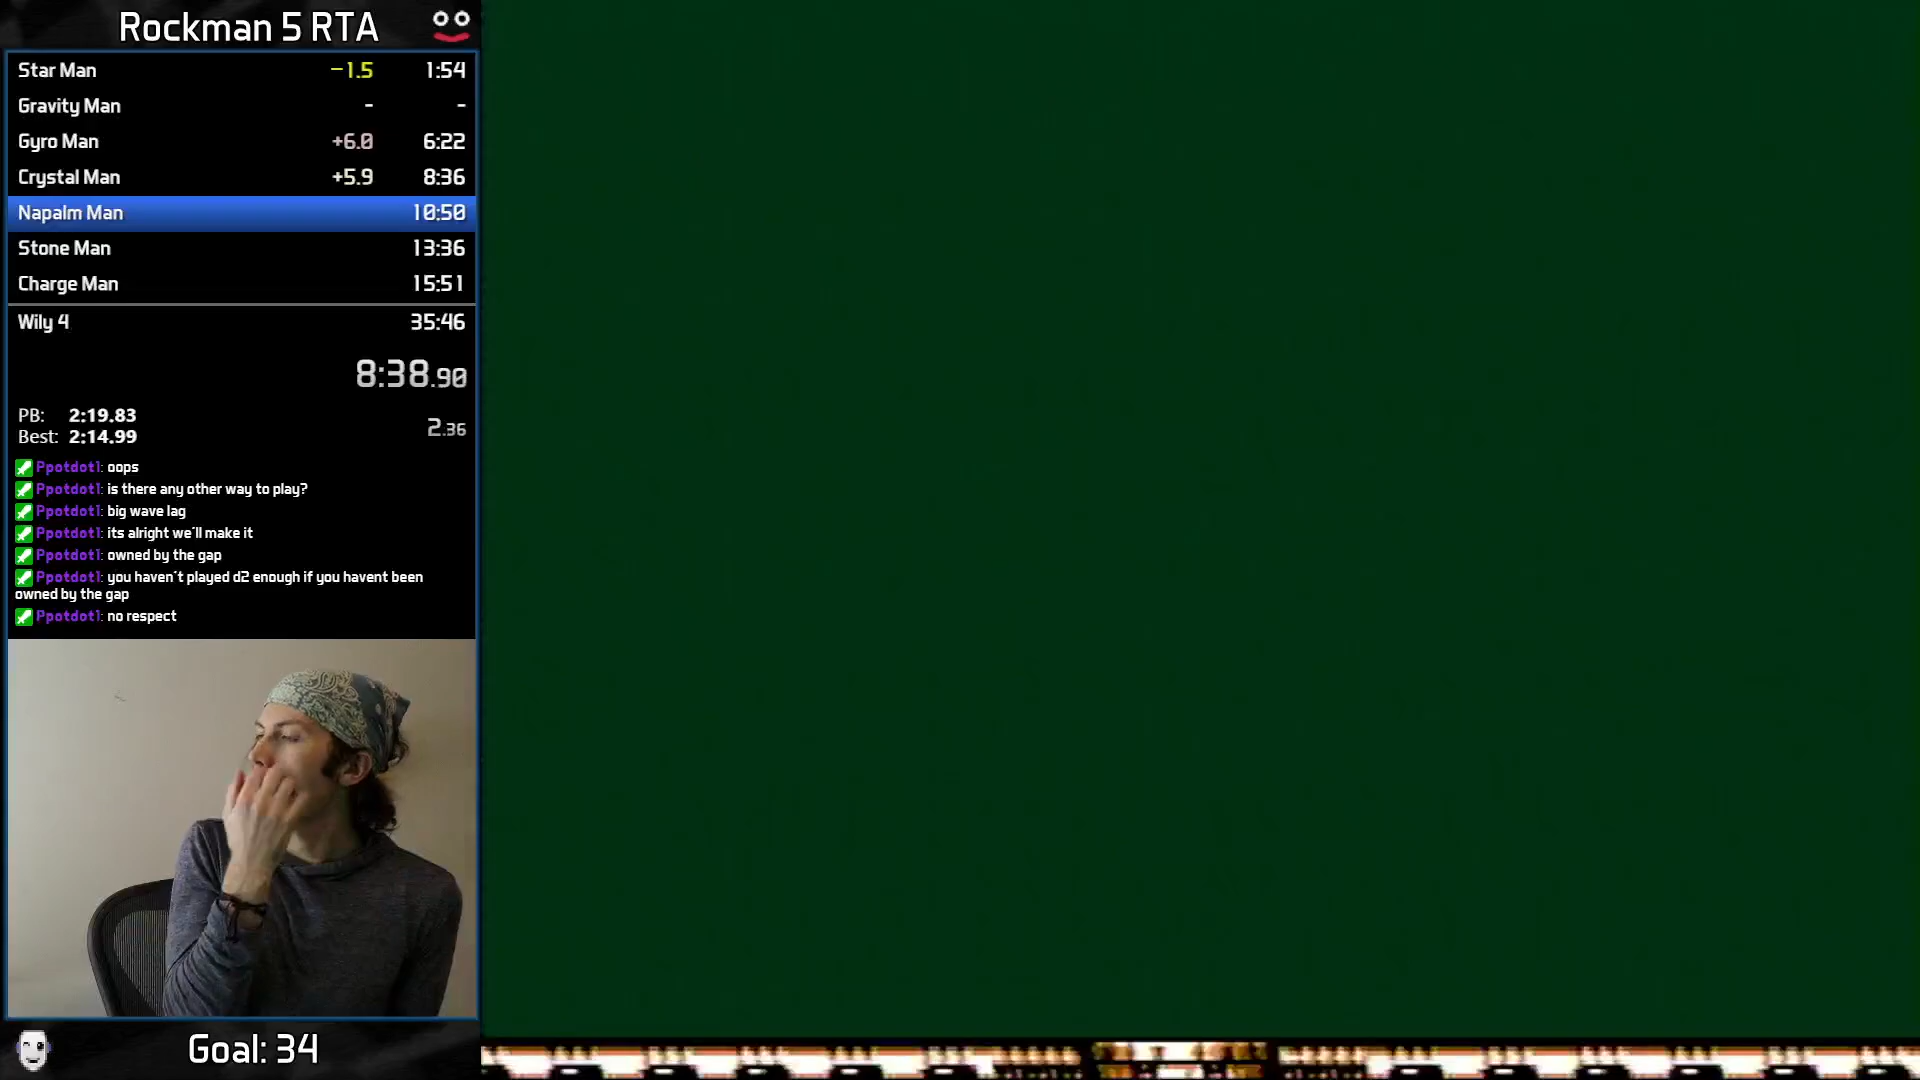 Rockman 5 RTA
Star Man -1.5 1:54
Gravity Man - -
Gyro Man +6.0 6:22
Crystal Man +5.9 8:36
Napalm Man 10:50
Stone Man 13:36
Charge Man 15:51
Wily 4 35:46
8:38.90
PB: 2:19.83
2.36
Best: 2:14.99
Ppotdot1: oops
Ppotdot1: is there any other way to play?
Ppotdot1: big wave lag
Ppotdot1: its alright we'll make it
Ppotdot1: owned by the gap
Ppotdot1: you haven't played d2 enough if you havent been
owned by the gap
Ppotdot1: no respect
Goal: 34